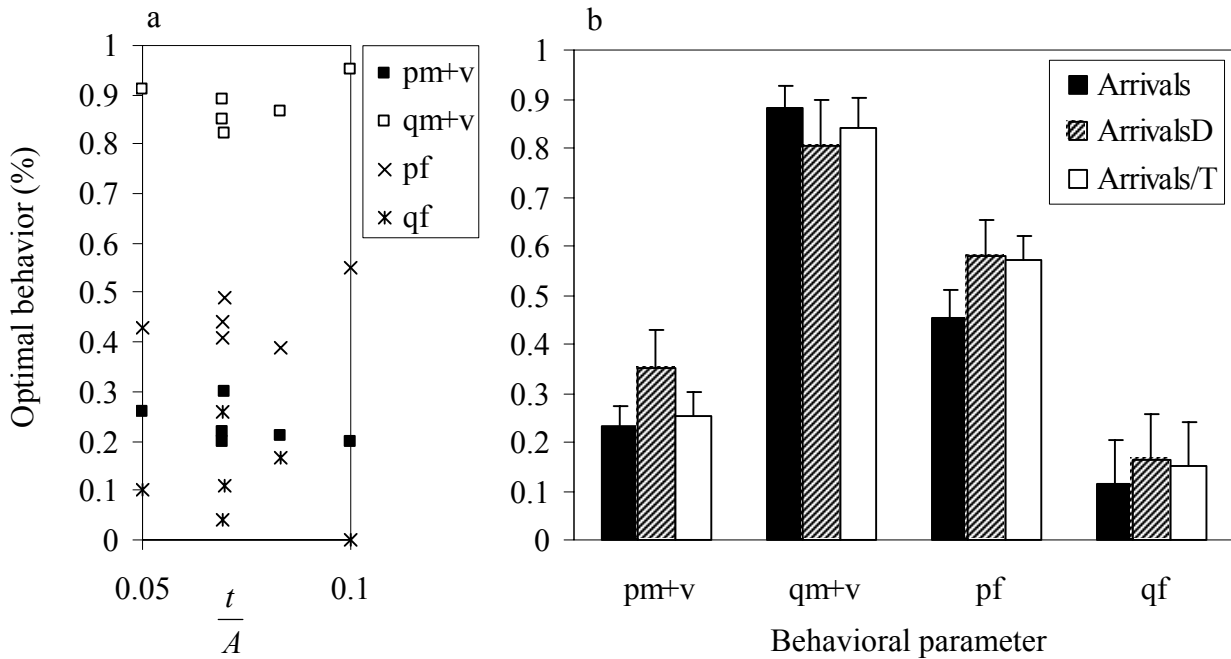 a
b
Optimal behavior (%)
1
0.9
0.8
0.7
0.6
0.5
0.4
0.3
0.2
0.1
0
0.05
0.1
t
A
pm+v
qm+v
pf
qf
1
0.9
0.8
0.7
0.6
0.5
0.4
0.3
0.2
0.1
0
Arrivals
ArrivalsD
Arrivals/T
pm+v qm+v pf qf
Behavioral parameter